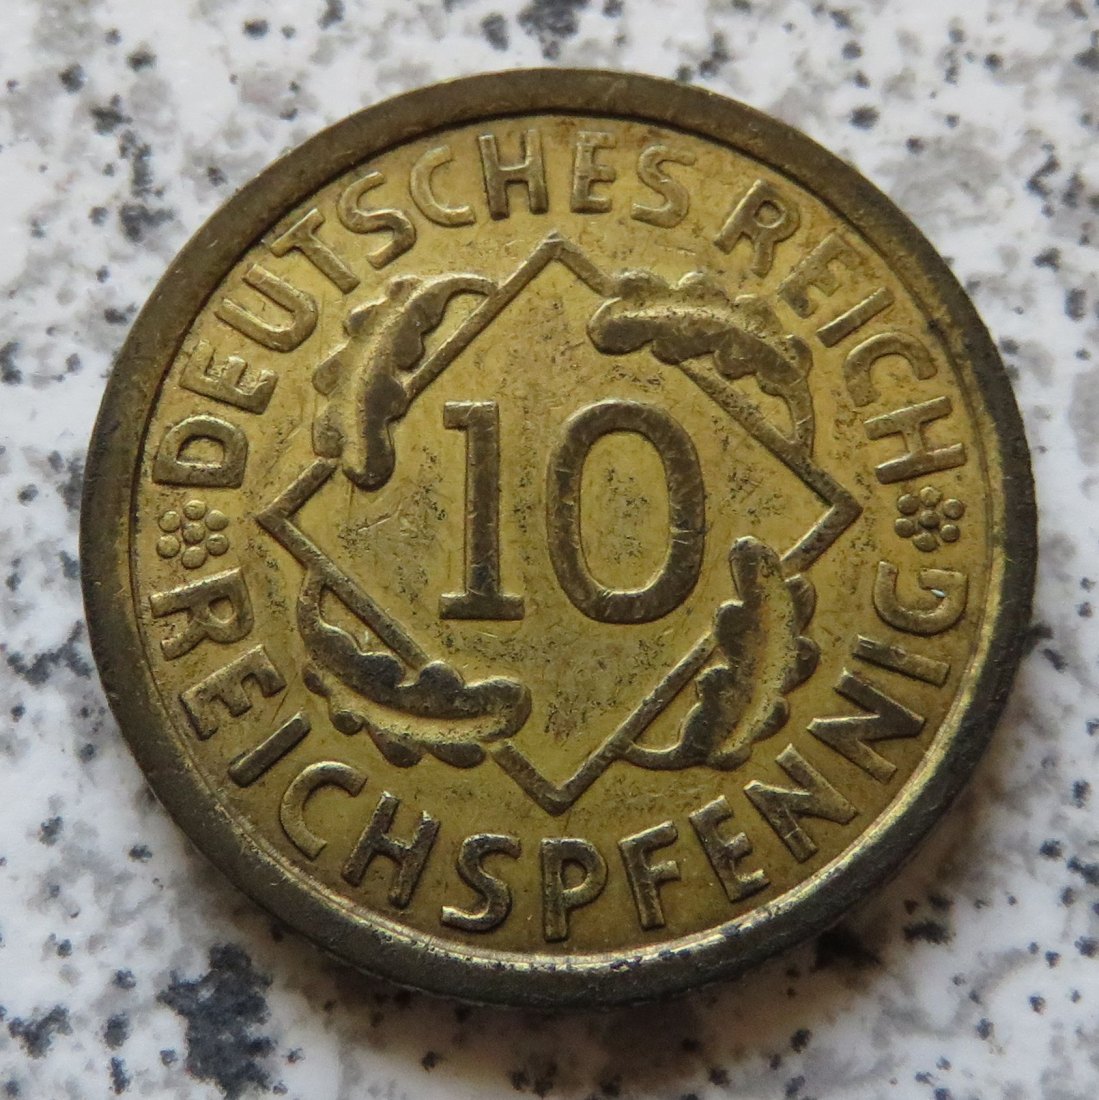 DEUTSCHES REICH
10
REICHSPFENNIG